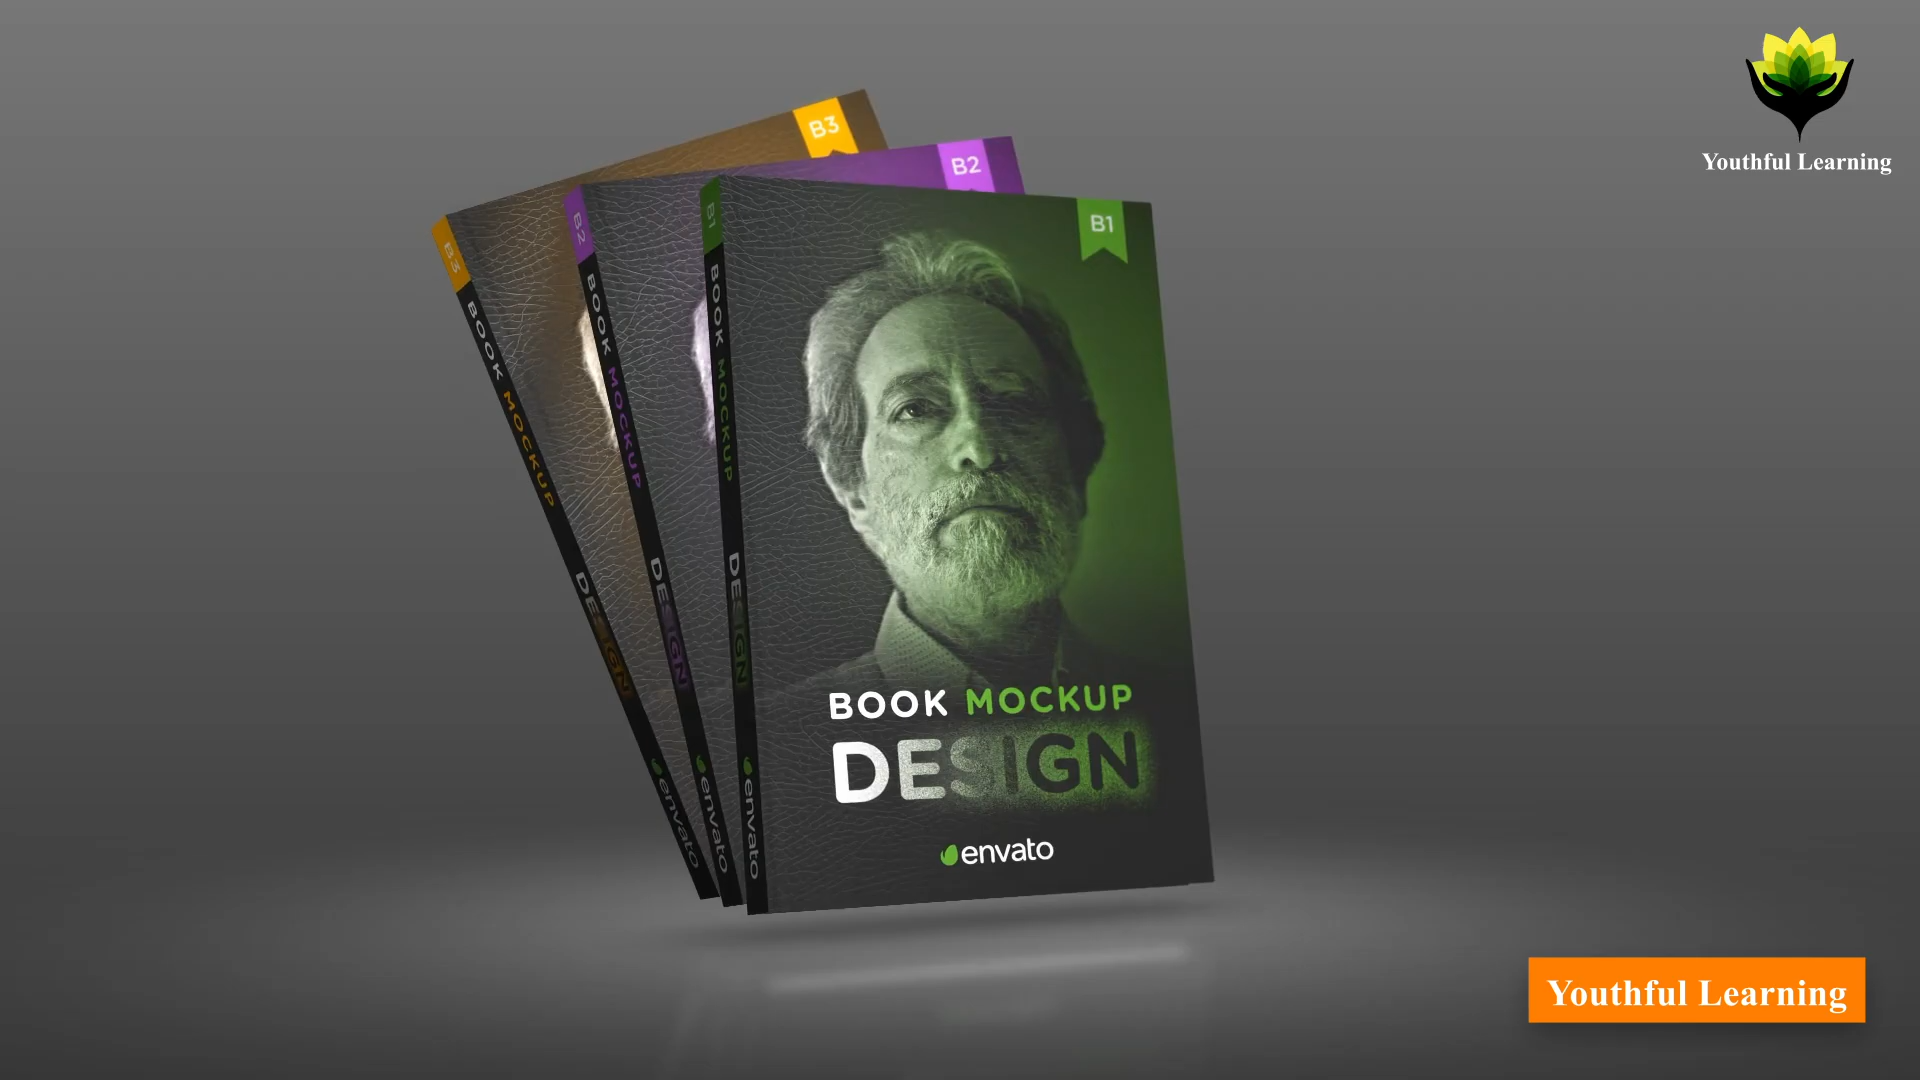 Youthful Learning
B3
B2
B1
B3
B2
B1
BOOK MOCKUP
DESIGN
envato
BOOK MOCKUP
DESIGN
envato
BOOK MOCKUP
DESIGN
envato
BOOK MOCKUP
DESIGN
envato
Youthful Learning